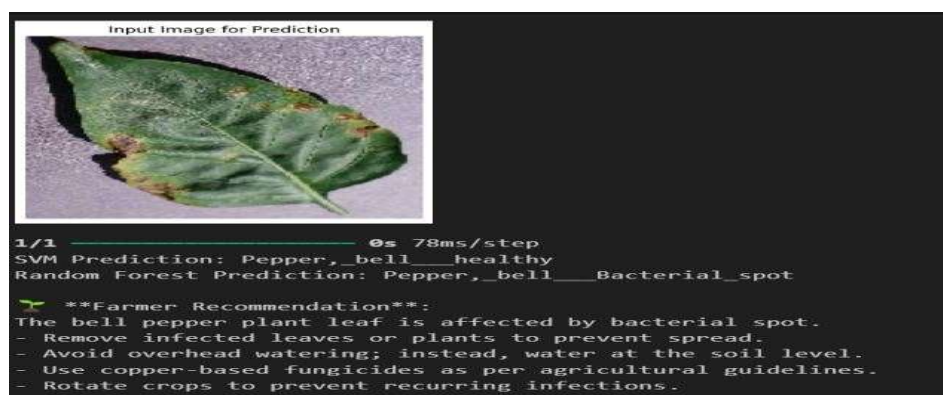 Input Image for Prediction
1/1 ━━━━━━━━━━━━━━━━━━━━ 0s 78ms/step
SVM Prediction: Pepper,_bell___healthy
Random Forest Prediction: Pepper,_bell___Bacterial_spot
🌱 **Farmer Recommendation**:
The bell pepper plant leaf is affected by bacterial spot.
- Remove infected leaves or plants to prevent spread.
- Avoid overhead watering; instead, water at the soil level.
- Use copper-based fungicides as per agricultural guidelines.
- Rotate crops to prevent recurring infections.